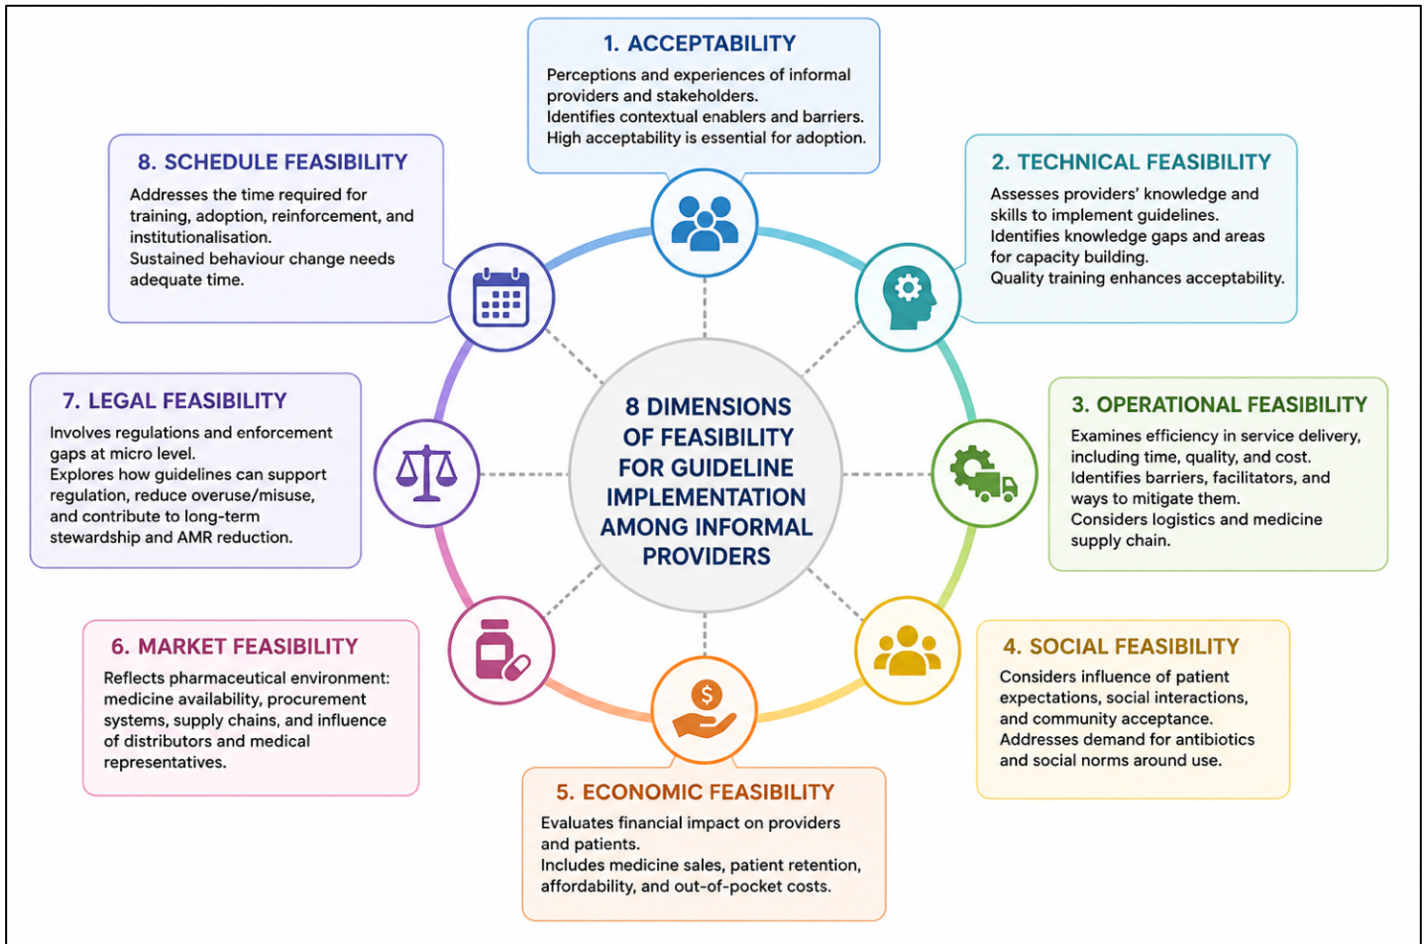 1. ACCEPTABILITY
Perceptions and experiences of informal
providers and stakeholders.
Identifies contextual enablers and barriers.
High acceptability is essential for adoption.
2. TECHNICAL FEASIBILITY
Assesses providers' knowledge and
skills to implement guidelines.
Identifies knowledge gaps and areas
for capacity building.
Quality training enhances acceptability.
3. OPERATIONAL FEASIBILITY
Examines efficiency in service delivery,
including time, quality, and cost.
Identifies barriers, facilitators, and
ways to mitigate them.
Considers logistics and medicine
supply chain.
4. SOCIAL FEASIBILITY
Considers influence of patient
expectations, social interactions,
and community acceptance.
Addresses demand for antibiotics
and social norms around use.
5. ECONOMIC FEASIBILITY
Evaluates financial impact on providers
and patients.
Includes medicine sales, patient retention,
affordability, and out-of-pocket costs.
6. MARKET FEASIBILITY
Reflects pharmaceutical environment:
medicine availability, procurement
systems, supply chains, and influence
of distributors and medical
representatives.
7. LEGAL FEASIBILITY
Involves regulations and enforcement
gaps at micro level.
Explores how guidelines can support
regulation, reduce overuse/misuse,
and contribute to long-term
stewardship and AMR reduction.
8. SCHEDULE FEASIBILITY
Addresses the time required for
training, adoption, reinforcement, and
institutionalisation.
Sustained behaviour change needs
adequate time.
8 DIMENSIONS
OF FEASIBILITY
FOR GUIDELINE
IMPLEMENTATION
AMONG INFORMAL
PROVIDERS
$